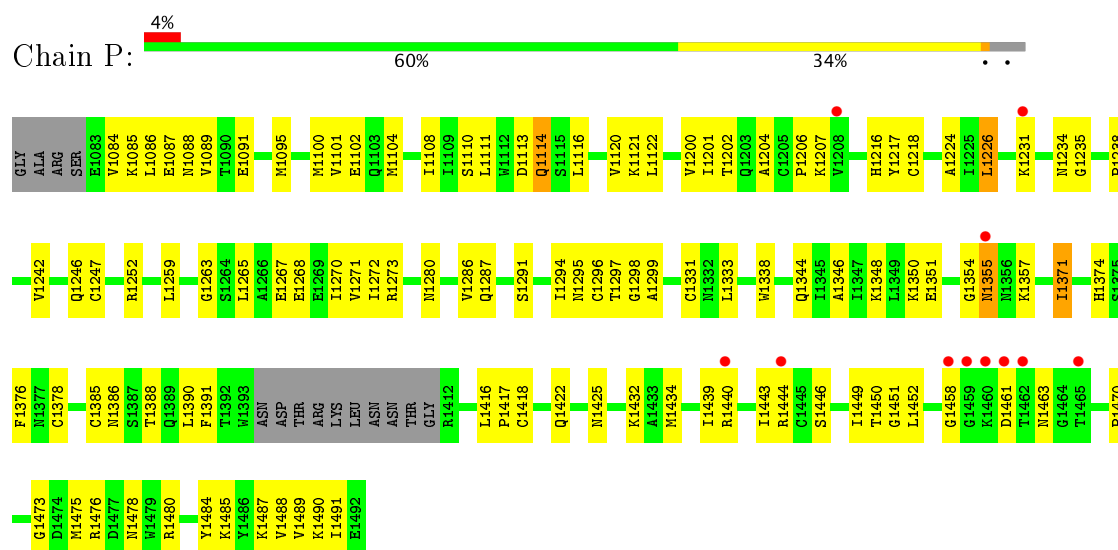 4%
Chain P:
60% 34% • •
GLY ALA ARG SER E1083 V1084 K1085 L1086 E1087 N1088 V1089 T1090 E1091 M1095 M1100 V1101 E1102 Q1103 M1104 I1108 I1109 S1110 L1111 W1112 D1113 Q1114 S1115 L1116 V1120 K1121 L1122 V1200 I1201 T1202 Q1203 A1204 C1205 P1206 K1207 V1208 H1216 Y1217 C1218 A1224 I1225 L1226 K1231 N1234 G1235
V1242 Q1246 C1247 R1252 L1259 G1263 S1264 L1265 A1266 E1267 E1268 E1269 I1270 V1271 I1272 R1273 N1280 V1286 Q1287 S1291 I1294 N1295 C1296 T1297 G1298 A1299 C1331 N1332 L1333 W1338 Q1344 I1345 A1346 I1347 K1348 L1349 K1350 E1351 G1354 N1355 N1356 K1357 I1371 H1374
F1376 N1377 C1378 C1385 N1386 S1387 T1388 Q1389 L1390 F1391 T1392 W1393 ASN ASP THR ARG LYS LEU ASN ASN THR GLY R1412 L1416 P1417 C1418 Q1422 N1425 K1432 A1433 M1434 I1439 R1440 I1443 R1444 C1445 S1446 I1449 T1450 G1451 L1452 G1458 G1459 K1460 D1461 T1462 N1463 G1464 T1465
G1473 D1474 M1475 R1476 D1477 N1478 W1479 R1480 Y1484 K1485 Y1486 K1487 V1488 V1489 K1490 I1491 E1492